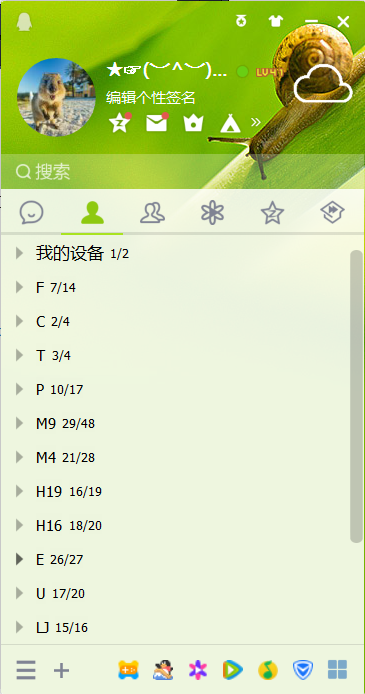 ★☞(︶^︶)...
编辑个性签名
搜索
我的设备 1/2
F 7/14
C 2/4
T 3/4
P 10/17
M9 29/48
M4 21/28
H19 16/19
H16 18/20
E 26/27
U 17/20
LJ 15/16